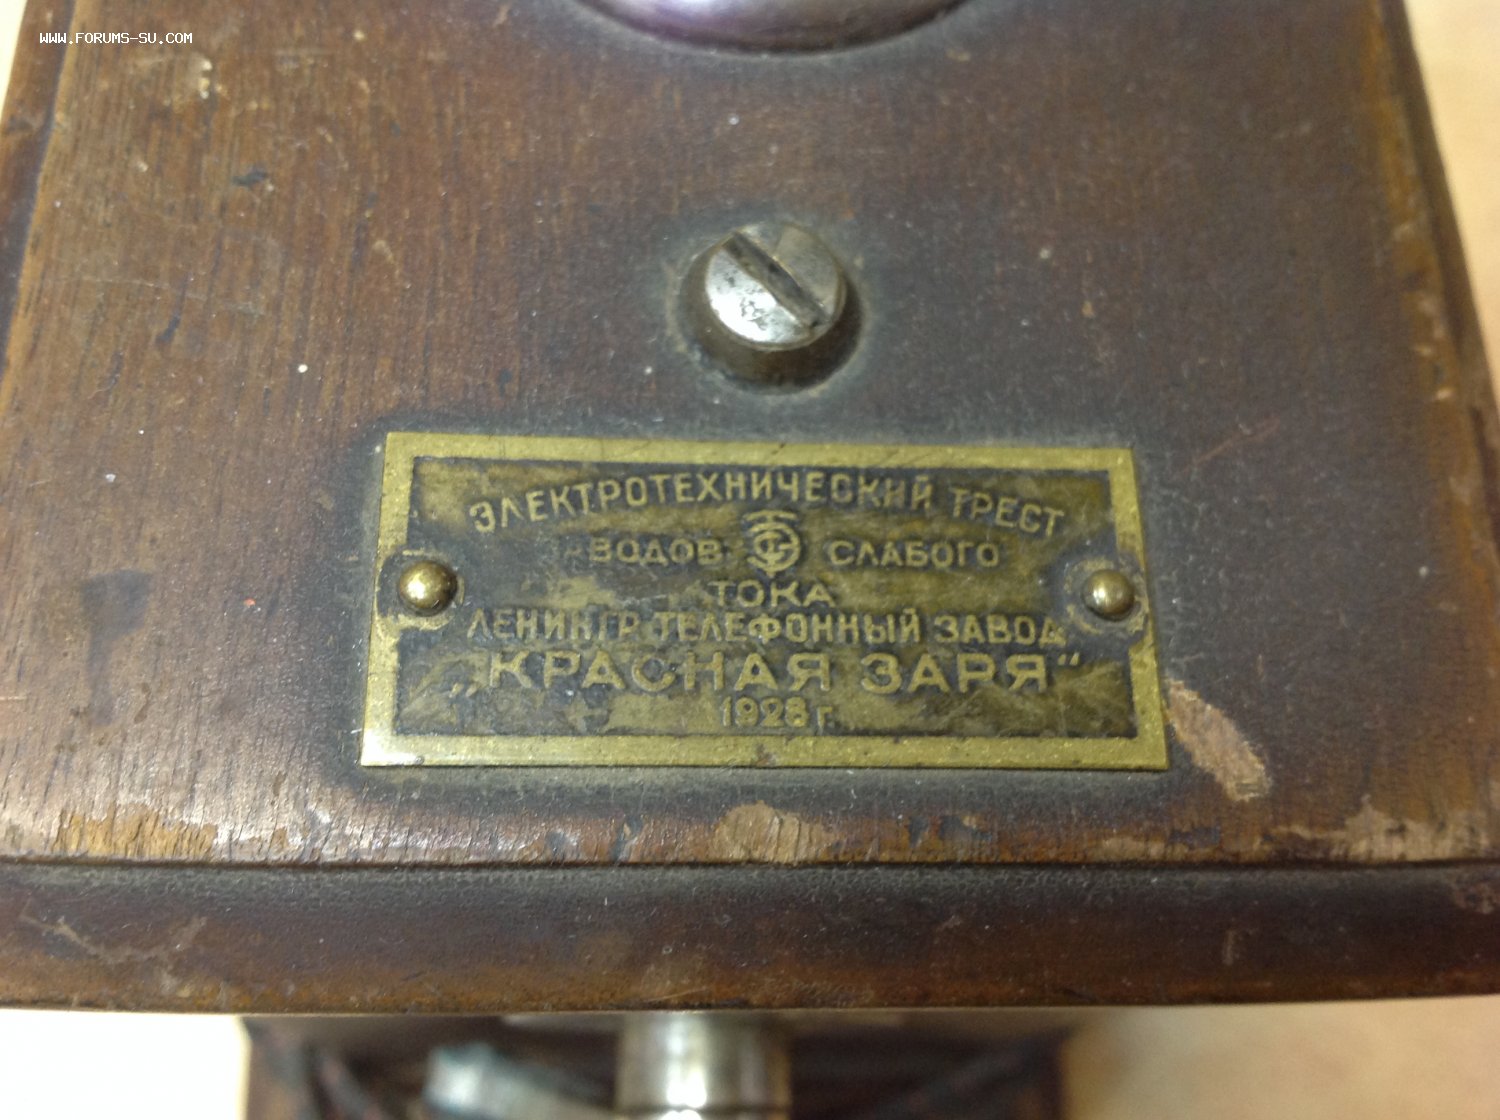 WWW.FORUMS-SU.COM
ЭЛЕКТРОТЕХНИЧЕСКИЙ ТРЕСТ
ЗАВОДОВ СЛАБОГО
ТОКА
ЛЕНИНГР. ТЕЛЕФОННЫЙ ЗАВОД
„КРАСНАЯ ЗАРЯ“
1928 г.